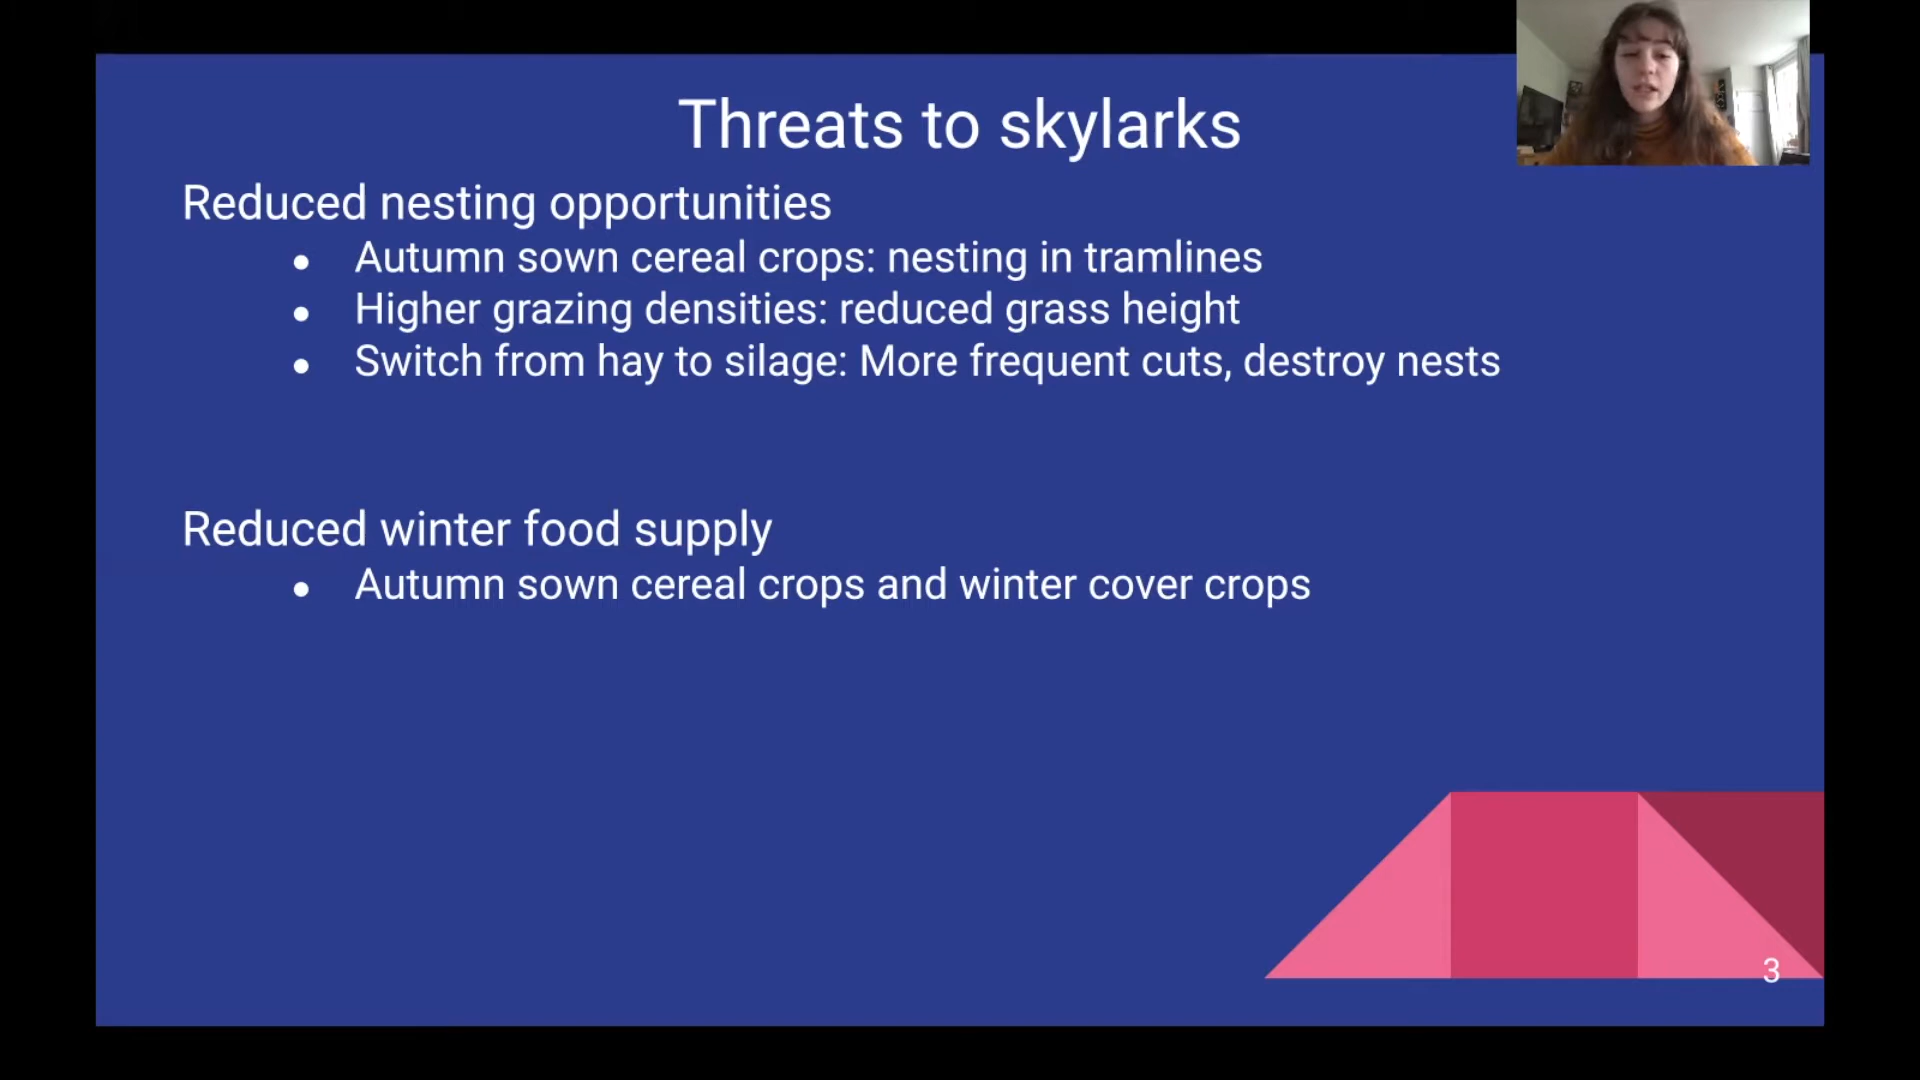 Threats to skylarks
Reduced nesting opportunities
● Autumn sown cereal crops: nesting in tramlines
● Higher grazing densities: reduced grass height
● Switch from hay to silage: More frequent cuts, destroy nests
Reduced winter food supply
● Autumn sown cereal crops and winter cover crops
3